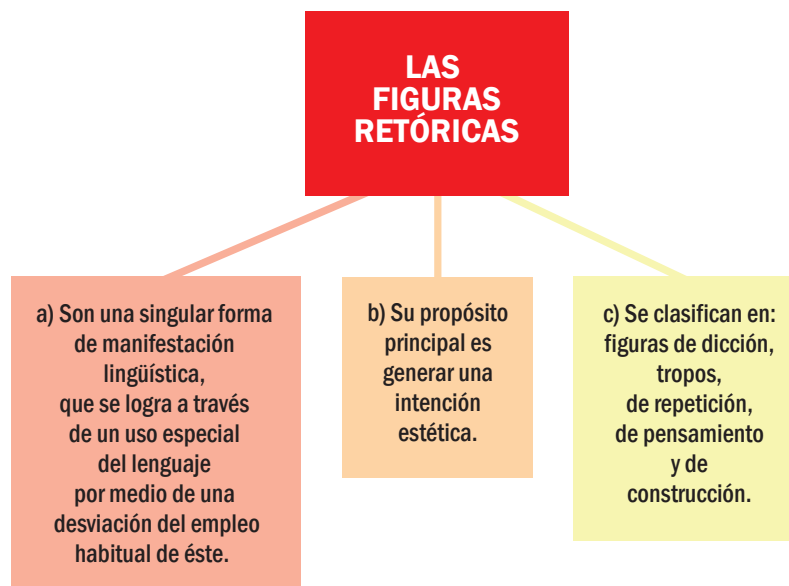 LAS
FIGURAS
RETÓRICAS
a) Son una singular forma
de manifestación
lingüística,
que se logra a través
de un uso especial
del lenguaje
por medio de una
desviación del empleo
habitual de éste.
b) Su propósito
principal es
generar una
intención
estética.
c) Se clasifican en:
figuras de dicción,
tropos,
de repetición,
de pensamiento
y de
construcción.